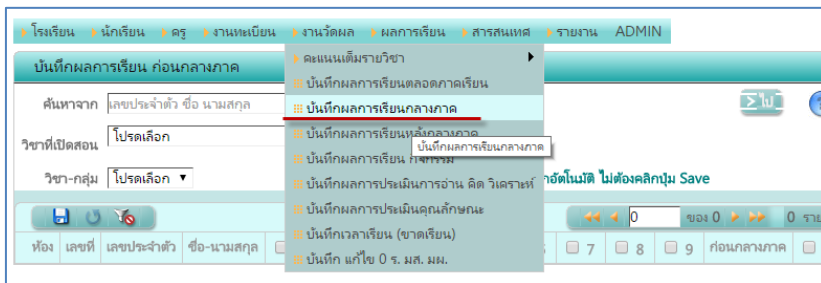 โรงเรียน นักเรียน ครู งานทะเบียน งานวัดผล ผลการเรียน สารสนเทศ รายงาน ADMIN
บันทึกผลการเรียน ก่อนกลางภาค
คะแนนเต็มรายวิชา
บันทึกผลการเรียนตลอดภาคเรียน
ค้นหาจาก เลขประจำตัว ชื่อ นามสกุล
บันทึกผลการเรียนกลางภาค
ไป
วิชาที่เปิดสอน โปรดเลือก
บันทึกผลการเรียนหลังกลางภาค
บันทึกผลการเรียนกลางภาค
บันทึกผลการเรียน กิจกรรม
วิชา-กลุ่ม โปรดเลือก
บันทึกผลการประเมินการอ่าน คิด วิเคราะห์
อัตโนมัติ ไม่ต้องคลิกปุ่ม Save
บันทึกผลการประเมินคุณลักษณะ
0 ของ 0 0
บันทึกเวลาเรียน (ขาดเรียน)
ห้อง เลขที่ เลขประจำตัว ชื่อ-นามสกุล 7 8 9 ก่อนกลางภาค
บันทึก แก้ไข 0 ร. มส. มผ.